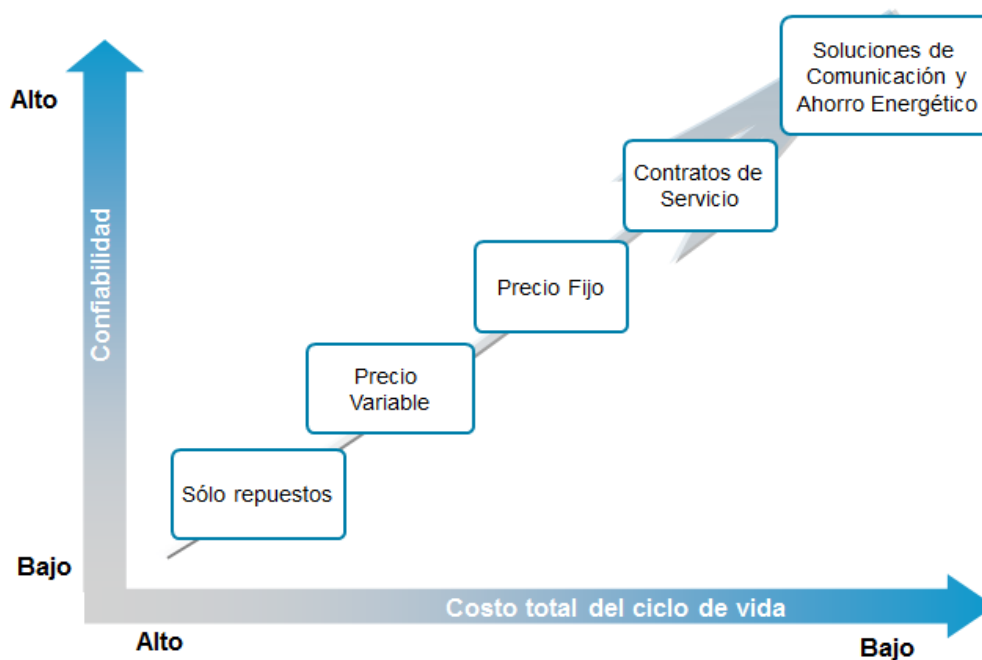 Soluciones de
Comunicación y
Ahorro Energético
Alto
Contratos de
Servicio
Confiabilidad
Precio Fijo
Precio
Variable
Sólo repuestos
Bajo
Costo total del ciclo de vida
Alto
Bajo